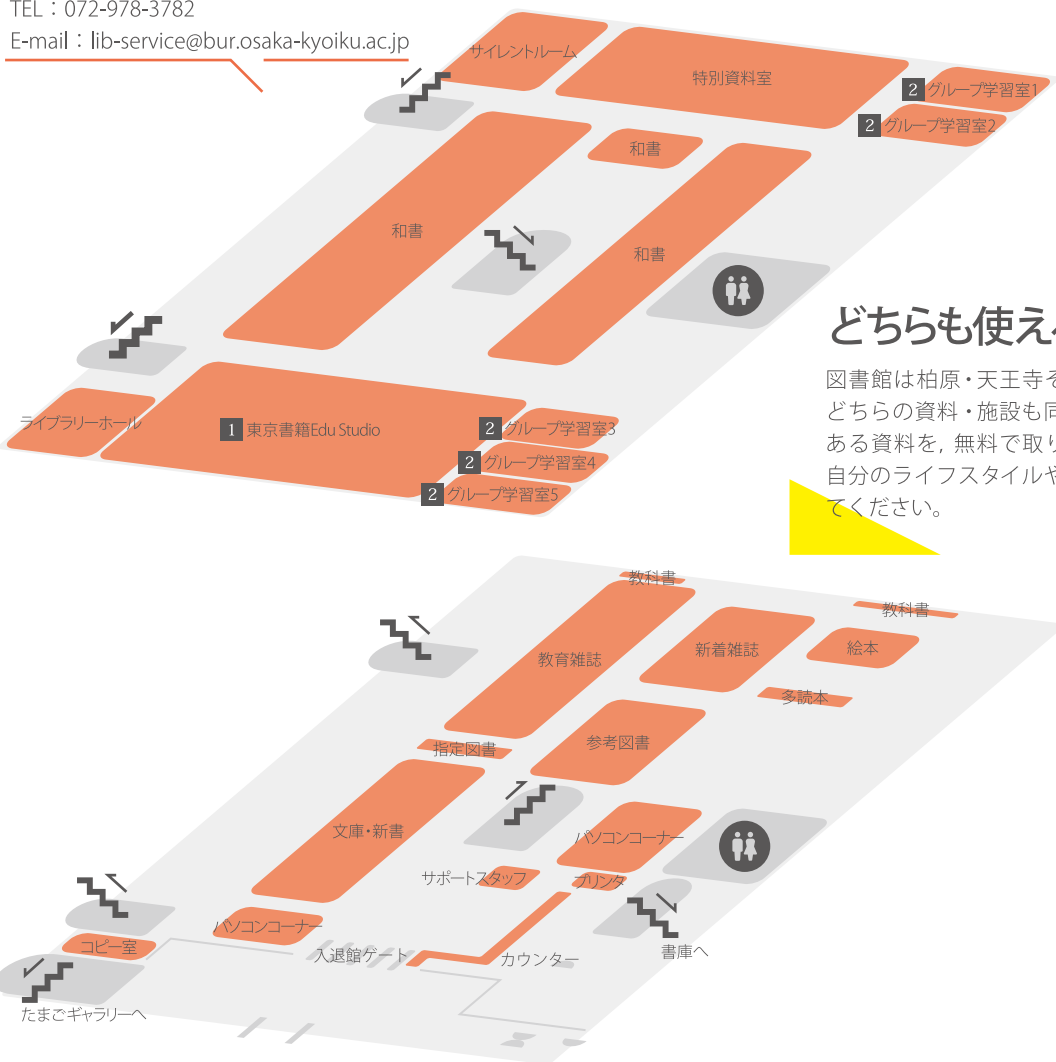 TEL：072-978-3782
E-mail：lib-service@bur.osaka-kyoiku.ac.jp
サイレントルーム
特別資料室
2 グループ学習室1
2 グループ学習室2
和書
和書
和書
どちらも使え
図書館は柏原・天王寺そ
どちらの資料・施設も同
ある資料を, 無料で取り
自分のライフスタイルや
てください。
ライブラリーホール
1 東京書籍Edu Studio
2 グループ学習室3
2 グループ学習室4
2 グループ学習室5
教科書
教科書
教育雑誌
新着雑誌
絵本
多読本
指定図書
参考図書
文庫・新書
パソコンコーナー
サポートスタッフ
プリンタ
パソコンコーナー
コピー室
入退館ゲート
カウンター
書庫へ
たまごギャラリーへ